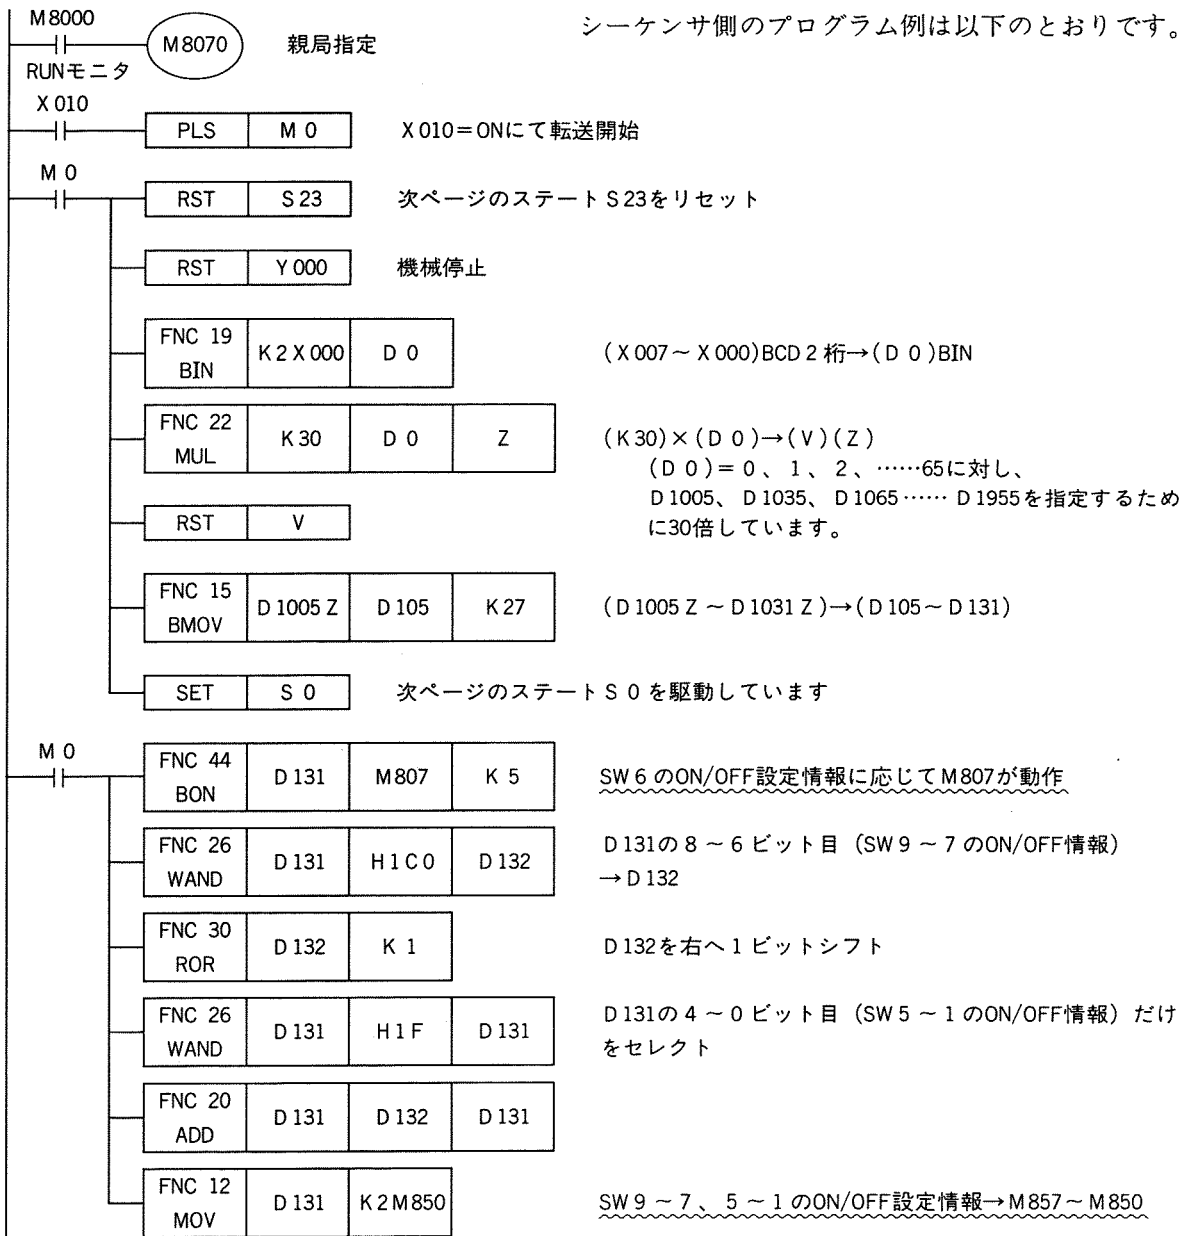 シーケンサ側のプログラム例は以下のとおりです。
M8000
M8070
親局指定
RUNモニタ
X010
PLS M0
X010=ONにて転送開始
M0
RST S23
次ページのステートS23をリセット
RST Y000
機械停止
FNC 19 BIN K2X000 D0
(X007~X000)BCD2桁→(D0)BIN
FNC 22 MUL K30 D0 Z
(K30)×(D0)→(V)(Z)
(D0)=0、1、2、……65に対し、
D1005、D1035、D1065……D1955を指定するため
に30倍しています。
RST V
FNC 15 BMOV D1005Z D105 K27
(D1005Z~D1031Z)→(D105~D131)
SET S0
次ページのステートS0を駆動しています
M0
FNC 44 BON D131 M807 K5
SW6のON/OFF設定情報に応じてM807が動作
FNC 26 WAND D131 H1C0 D132
D131の8~6ビット目(SW9~7のON/OFF情報)
→D132
FNC 30 ROR D132 K1
D132を右へ1ビットシフト
FNC 26 WAND D131 H1F D131
D131の4~0ビット目(SW5~1のON/OFF情報)だけ
をセレクト
FNC 20 ADD D131 D132 D131
FNC 12 MOV D131 K2M850
SW9~7、5~1のON/OFF設定情報→M857~M850